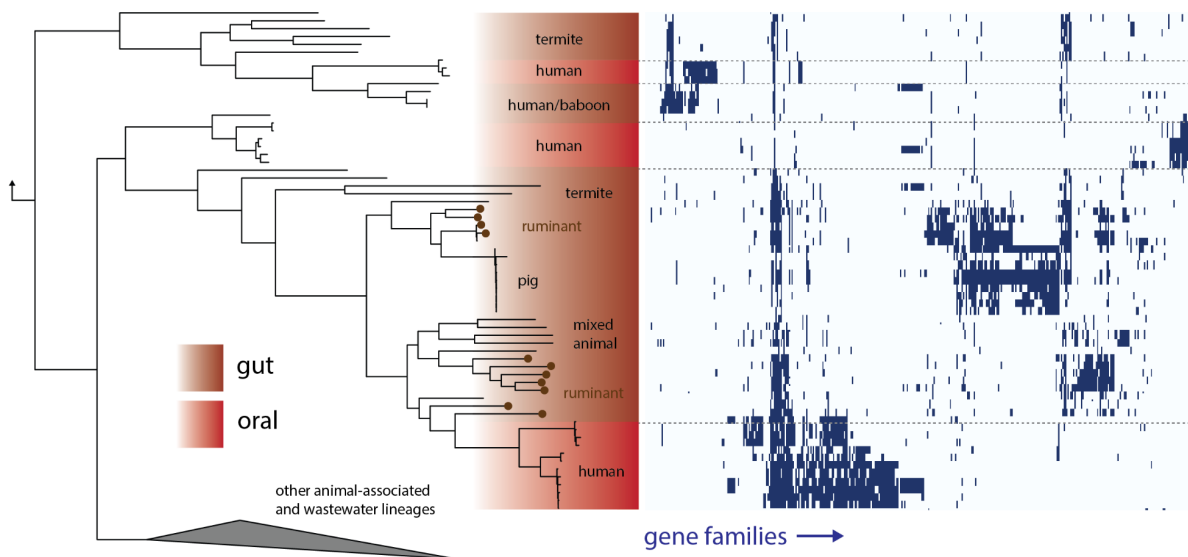 termite
human
human/baboon
human
termite
ruminant
pig
mixed
animal
ruminant
human
gut
oral
other animal-associated
and wastewater lineages
gene families